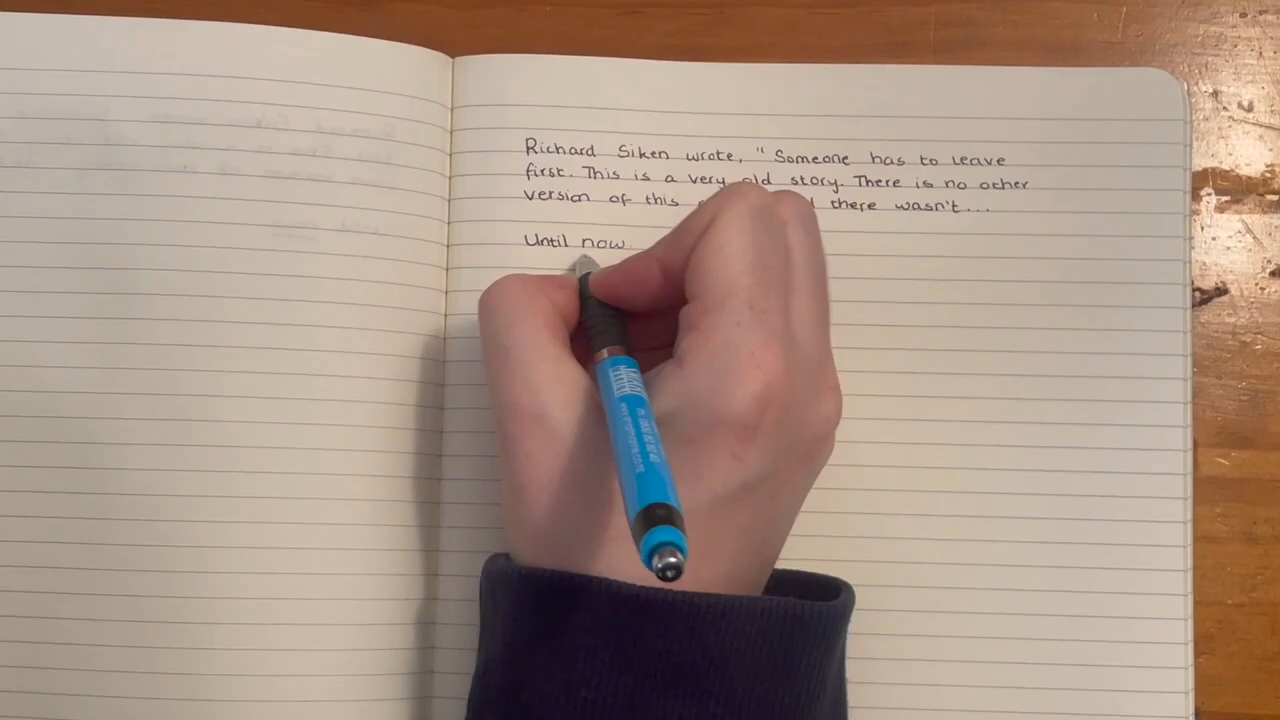 Richard Siken wrote, " Someone has to leave
first. This is a very old story. There is no other
version of this there wasn't...
Until now.